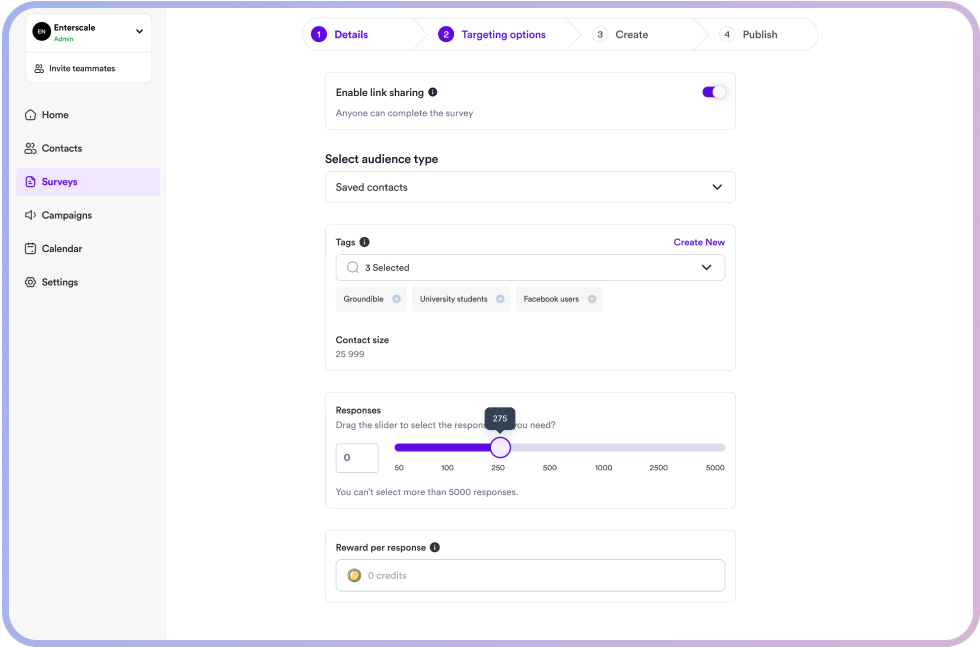 EN
Enterscale
Admin
Invite teammates
Home
Contacts
Surveys
Campaigns
Calendar
Settings
1 Details
2 Targeting options
3 Create
4 Publish
Enable link sharing
Anyone can complete the survey
Select audience type
Saved contacts
Tags
Create New
3 Selected
Groundible
University students
Facebook users
Contact size
25 999
Responses
275
Drag the slider to select the respons you need?
0
50 100 250 500 1000 2500 5000
You can't select more than 5000 responses.
Reward per response
0 credits